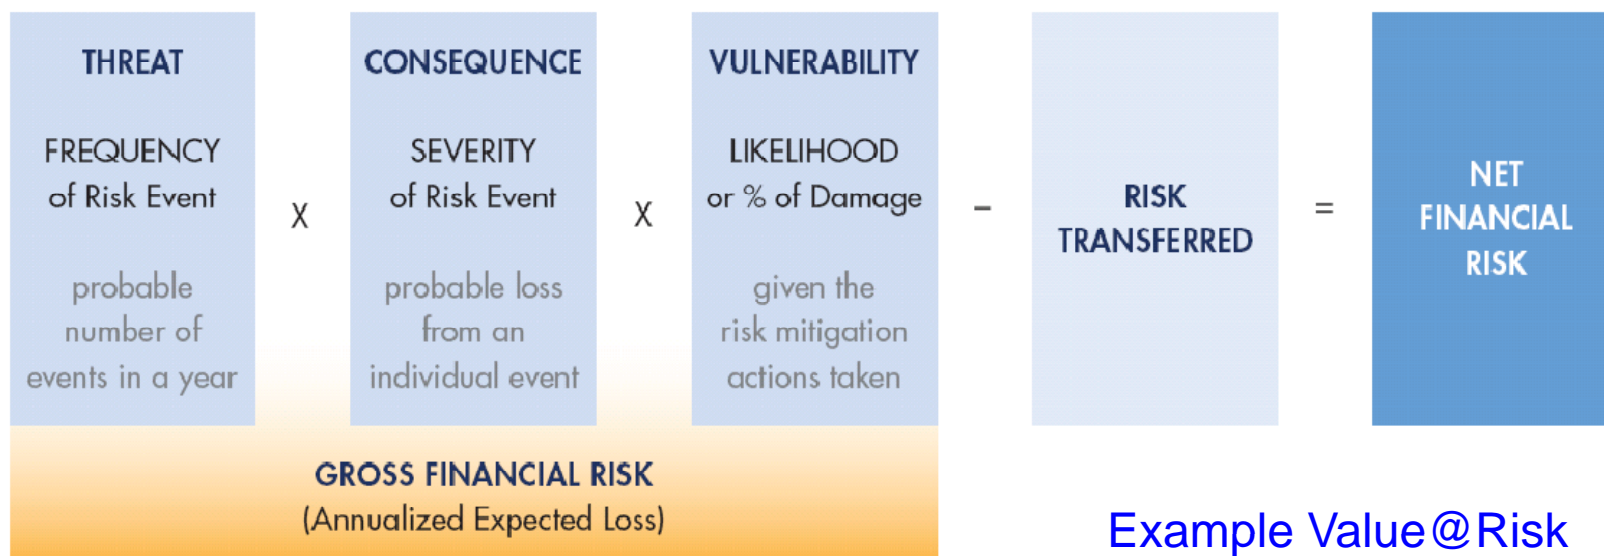 THREAT
FREQUENCY
of Risk Event
probable
number of
events in a year
X
CONSEQUENCE
SEVERITY
of Risk Event
probable loss
from an
individual event
X
VULNERABILITY
LIKELIHOOD
or % of Damage
given the
risk mitigation
actions taken
–
RISK
TRANSFERRED
=
NET
FINANCIAL
RISK
GROSS FINANCIAL RISK
(Annualized Expected Loss)
Example Value@Risk